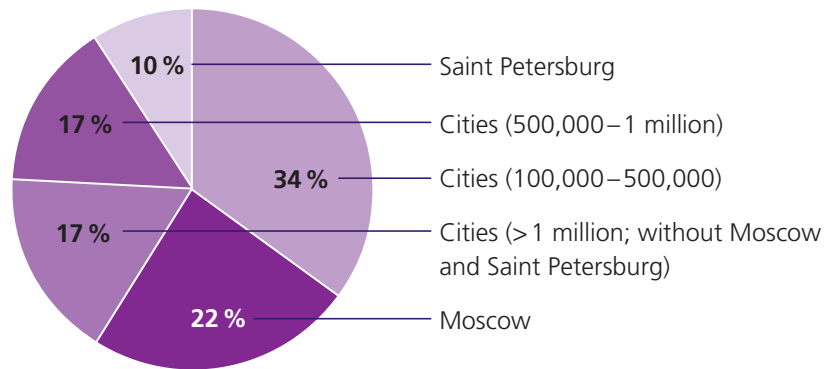 10 % Saint Petersburg
17 % Cities (500,000–1 million)
34 % Cities (100,000–500,000)
17 % Cities (> 1 million; without Moscow
and Saint Petersburg)
22 % Moscow